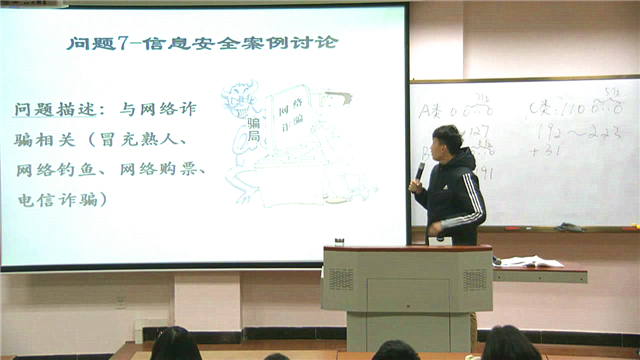 问题7-信息安全案例讨论
问题描述：与网络诈
骗相关（冒充熟人、
网络钓鱼、网络购票、
电信诈骗）
网络
诈骗
骗局
A类
127
C类:110
192～223
+31